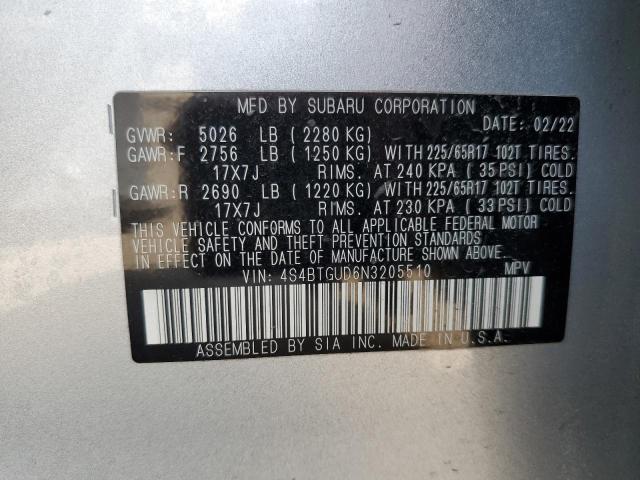 MFD BY SUBARU CORPORATION
DATE: 02/22
GVWR: 5026 LB (2280 KG)
GAWR:F 2756 LB (1250 KG) WITH 225/65R17 102T TIRES.
17X7J RIMS. AT 240 KPA (35 PSI) COLD
GAWR:R 2690 LB (1220 KG) WITH 225/65R17 102T TIRES.
17X7J RIMS. AT 230 KPA (33 PSI) COLD
THIS VEHICLE CONFORMS TO ALL APPLICABLE FEDERAL MOTOR
VEHICLE SAFETY AND THEFT PREVENTION STANDARDS
IN EFFECT ON THE DATE OF MANUFACTURE SHOWN ABOVE.
VIN: 4S4BTGUD6N3205510 MPV
ASSEMBLED BY SIA INC. MADE IN U.S.A.